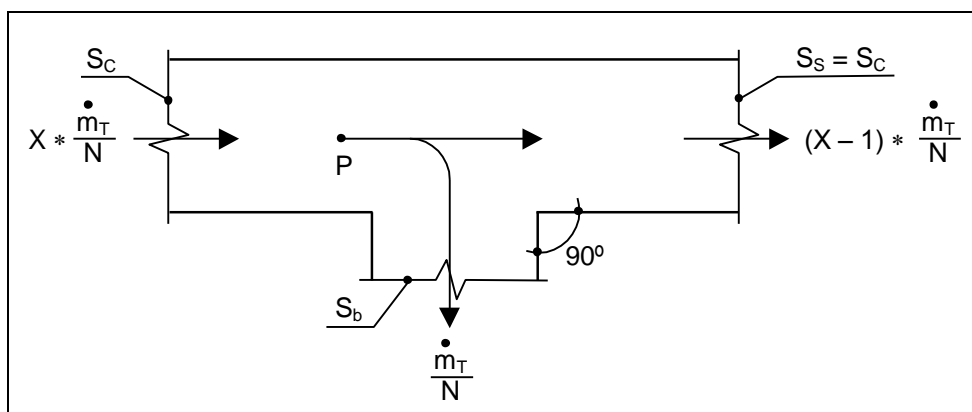 S_C
S_S = S_C
X * ṁ_T/N
P
(X – 1) * ṁ_T/N
90º
S_b
ṁ_T/N